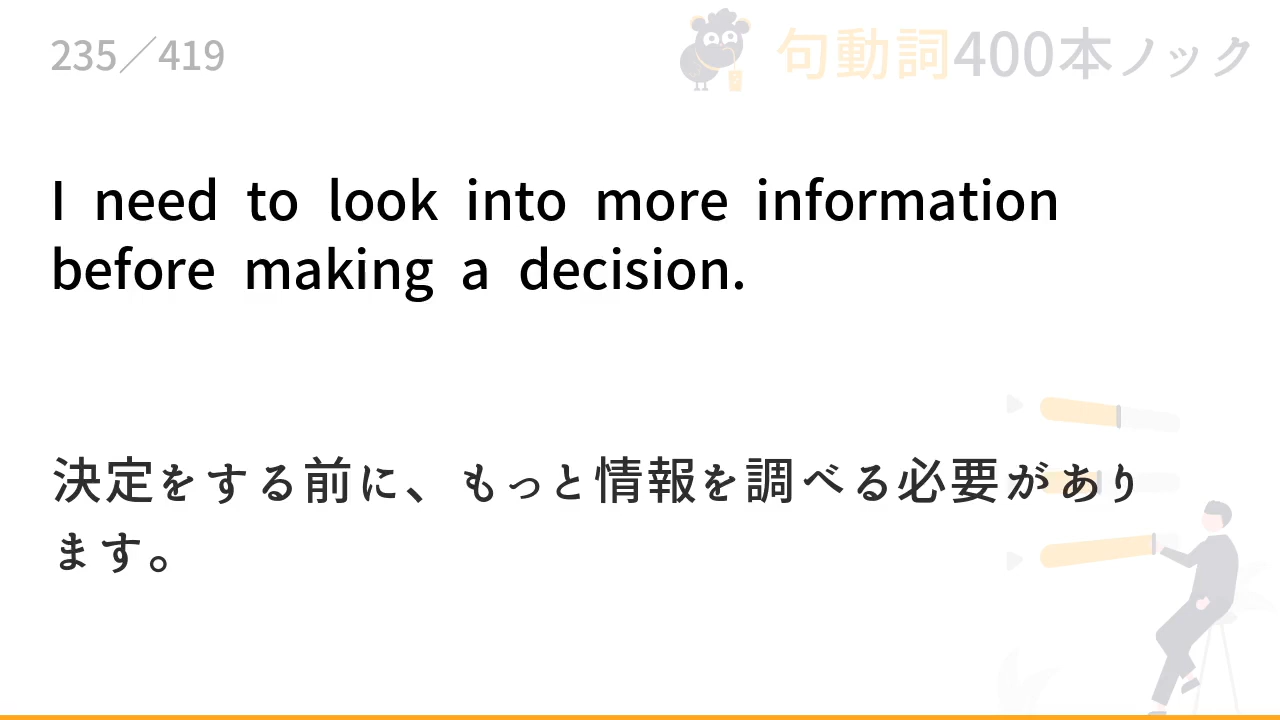 235／419
句動詞400本ノック
I need to look into more information
before making a decision.
決定をする前に、もっと情報を調べる必要があり
ます。